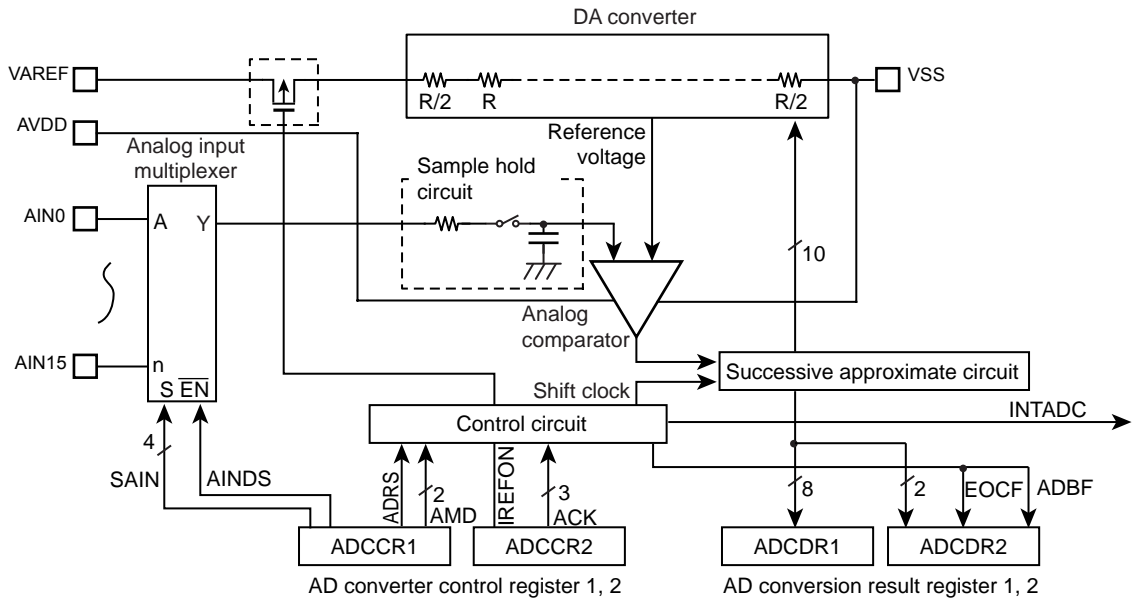 DA converter
VAREF
VSS
R/2
R
R/2
AVDD
Analog input
multiplexer
Reference
voltage
Sample hold
circuit
AIN0
A
Y
10
Analog
comparator
AIN15
n
S EN
Shift clock
Successive approximate circuit
INTADC
Control circuit
4
SAIN
AINDS
ADRS
2
AMD
IREFON
3
ACK
8
2
EOCF
ADBF
ADCCR1
ADCCR2
ADCDR1
ADCDR2
AD converter control register 1, 2
AD conversion result register 1, 2